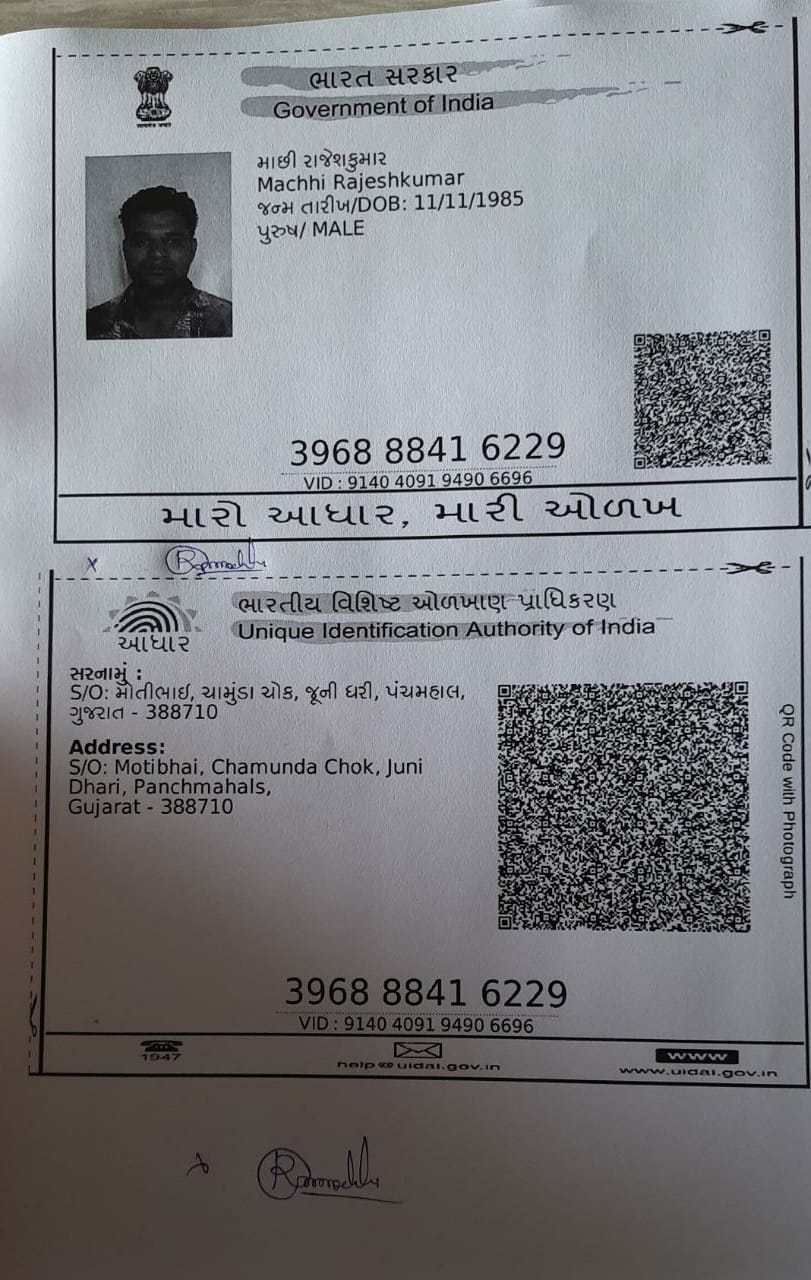 ભારત સરકાર
Government of India
માછી રાજેશકુમાર
Machhi Rajeshkumar
જન્મ તારીખ/DOB: 11/11/1985
પુરુષ/ MALE
3968 8841 6229
VID : 9140 4091 9490 6696
મારો આધાર, મારી ઓળખ
ભારતીય વિશિષ્ટ ઓળખાણ પ્રાધિકરણ
Unique Identification Authority of India
આધાર
સરનામું :
S/O: મોતીભાઈ, ચામુંડા ચોક, જૂની ધરી, પંચમહાલ,
ગુજરાત - 388710
Address:
S/O: Motibhai, Chamunda Chok, Juni
Dhari, Panchmahals,
Gujarat - 388710
QR Code with Photograph
3968 8841 6229
VID : 9140 4091 9490 6696
1947
help@uidai.gov.in
www
www.uidai.gov.in